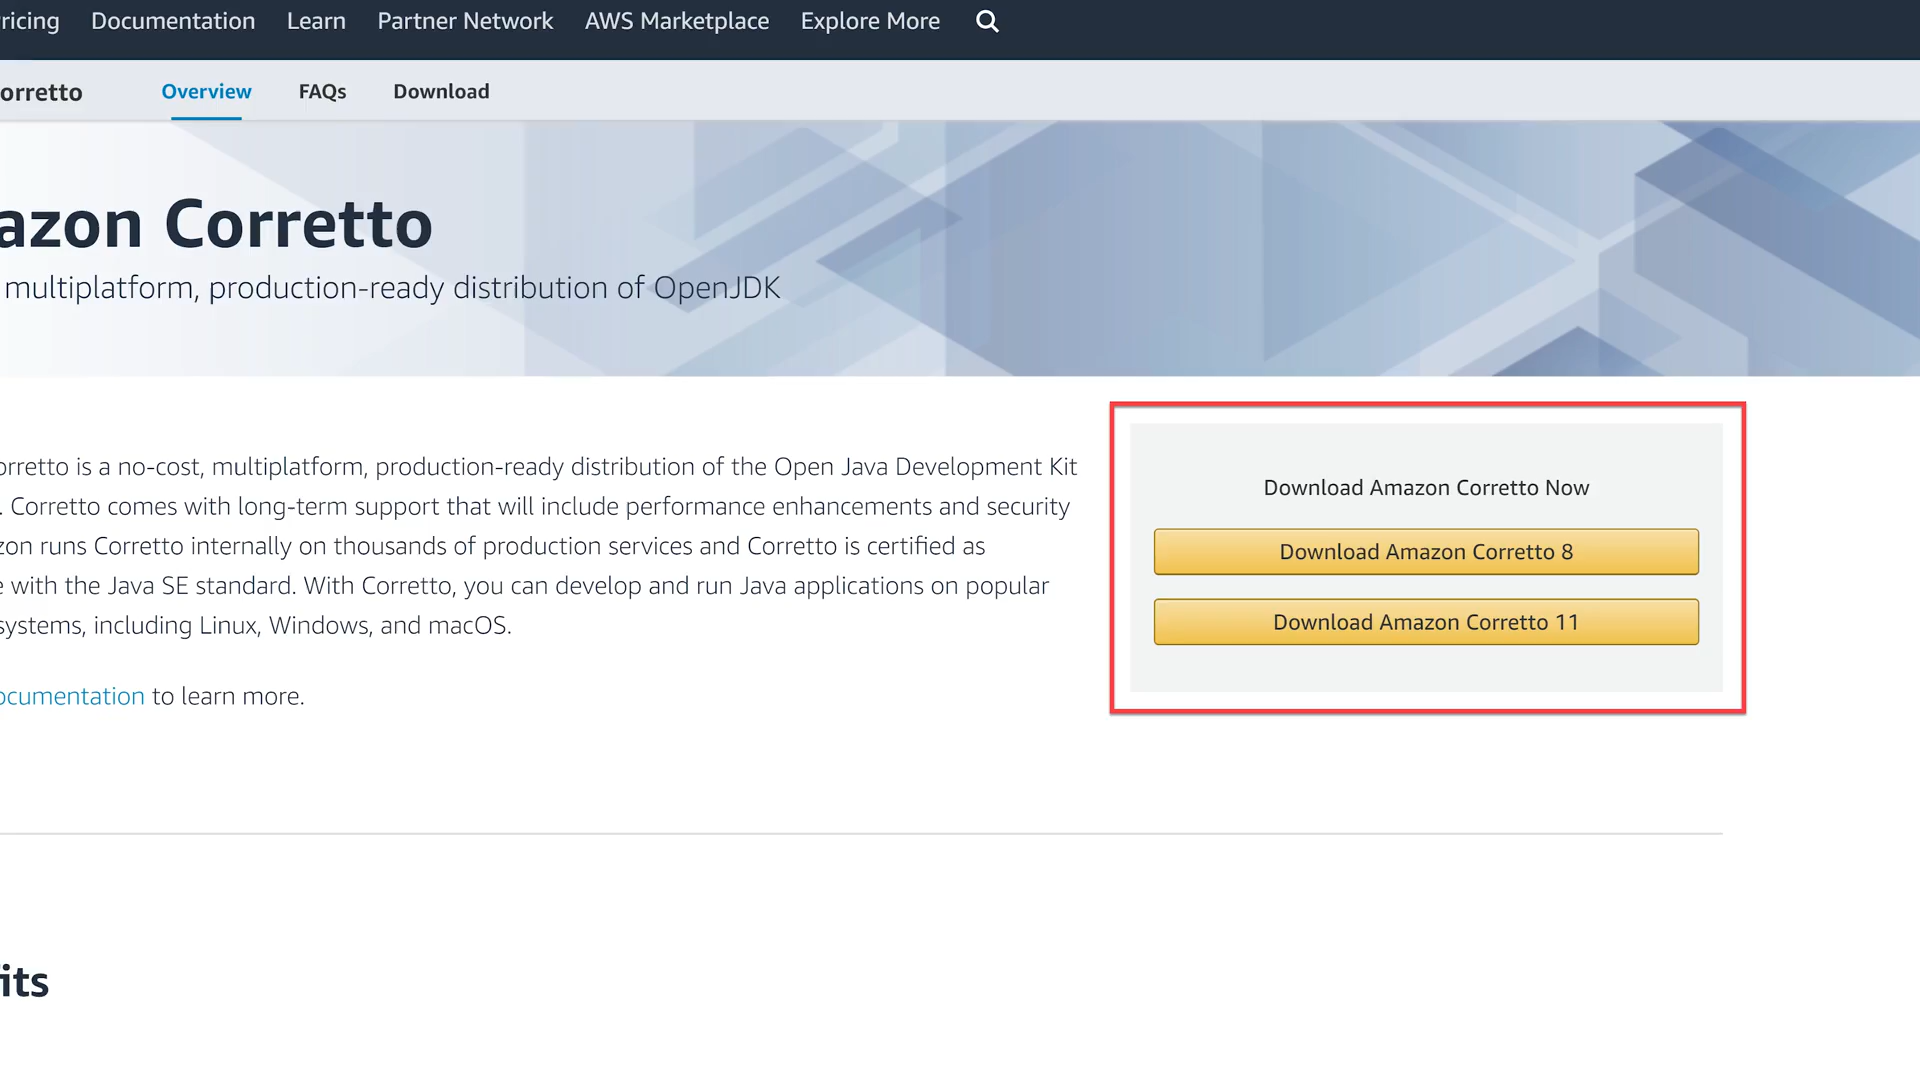 ricing Documentation Learn Partner Network AWS Marketplace Explore More
orretto Overview FAQs Download
azon Corretto
multiplatform, production-ready distribution of OpenJDK
orretto is a no-cost, multiplatform, production-ready distribution of the Open Java Development Kit
. Corretto comes with long-term support that will include performance enhancements and security
zon runs Corretto internally on thousands of production services and Corretto is certified as
e with the Java SE standard. With Corretto, you can develop and run Java applications on popular
systems, including Linux, Windows, and macOS.
ocumentation to learn more.
Download Amazon Corretto Now
Download Amazon Corretto 8
Download Amazon Corretto 11
its